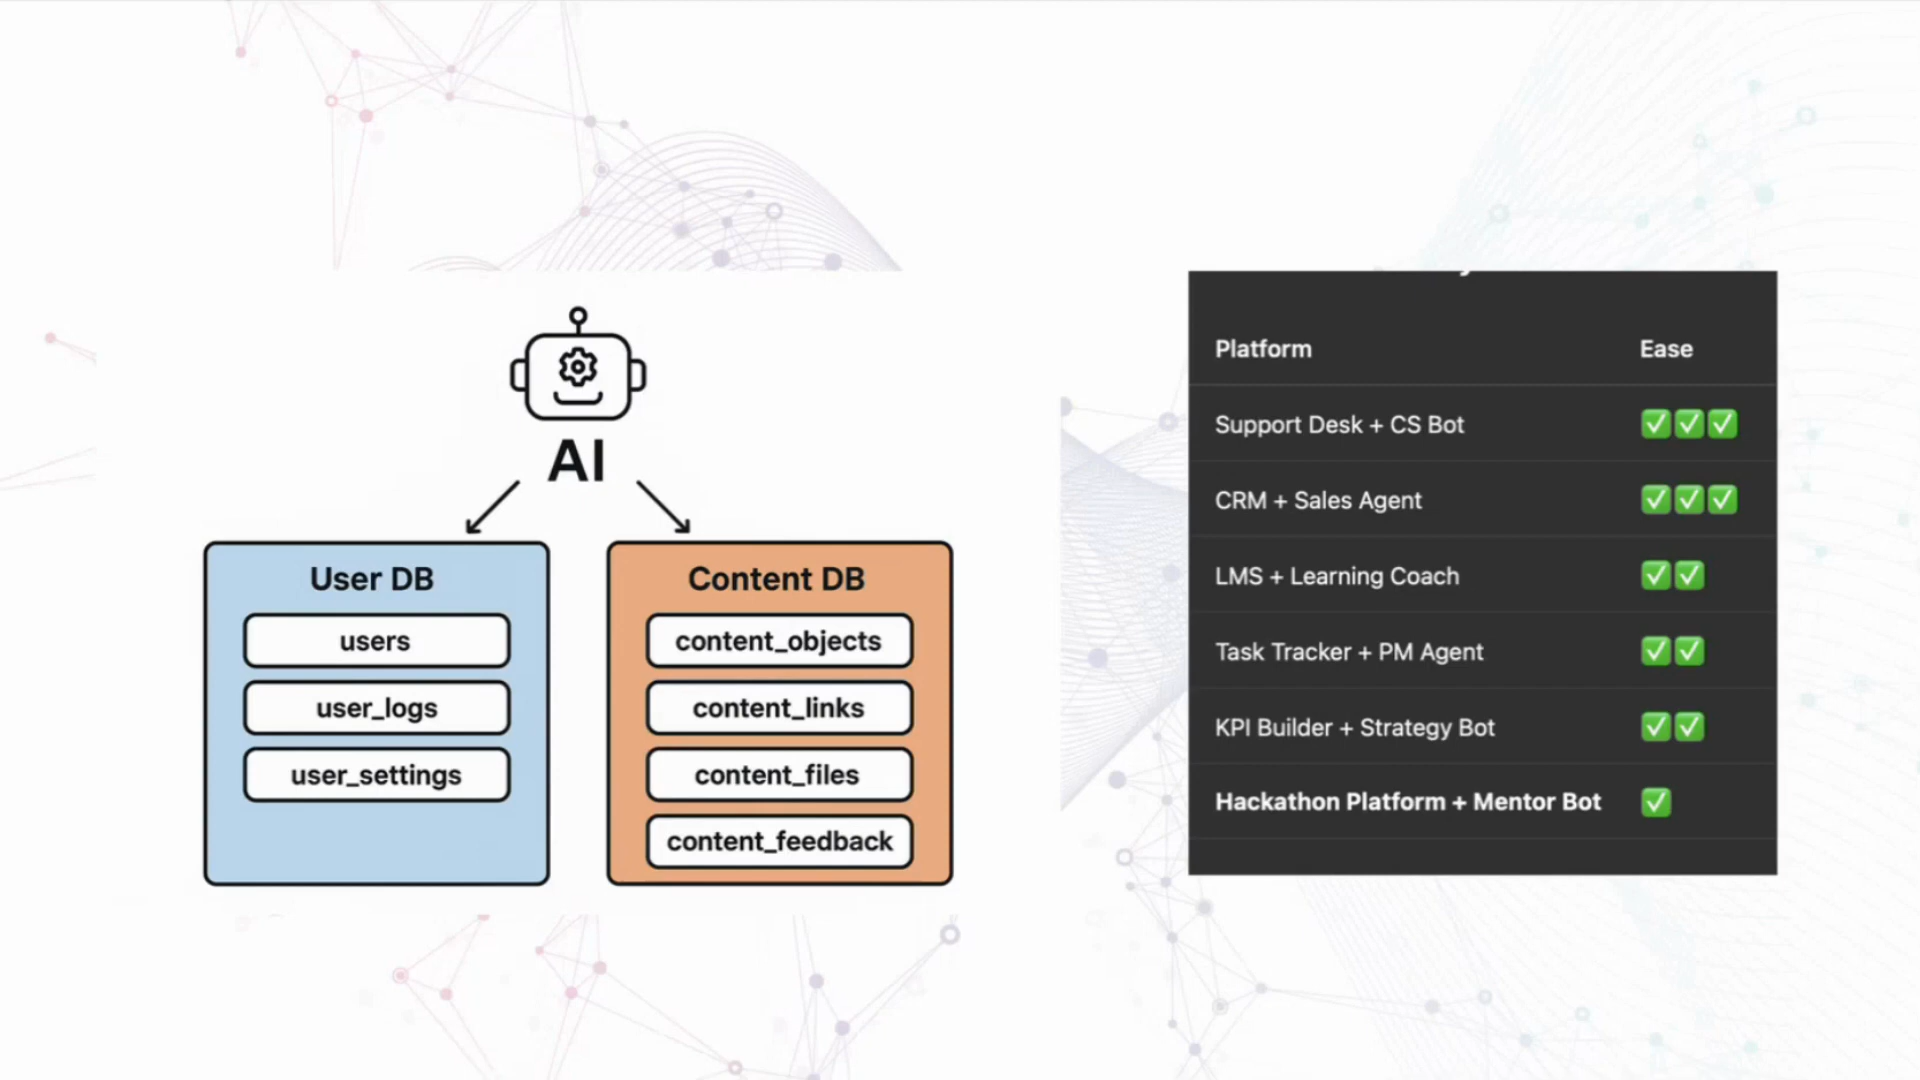 AI
User DB
users
user_logs
user_settings
Content DB
content_objects
content_links
content_files
content_feedback
Platform Ease
Support Desk + CS Bot ✅✅✅
CRM + Sales Agent ✅✅✅
LMS + Learning Coach ✅✅
Task Tracker + PM Agent ✅✅
KPI Builder + Strategy Bot ✅✅
Hackathon Platform + Mentor Bot ✅